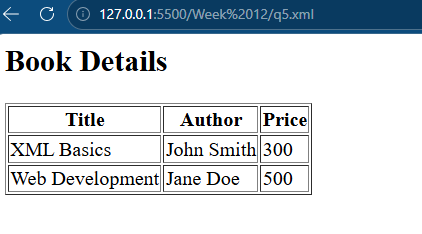 127.0.0.1:5500/Week%2012/q5.xml
Book Details
Title Author Price
XML Basics John Smith 300
Web Development Jane Doe 500